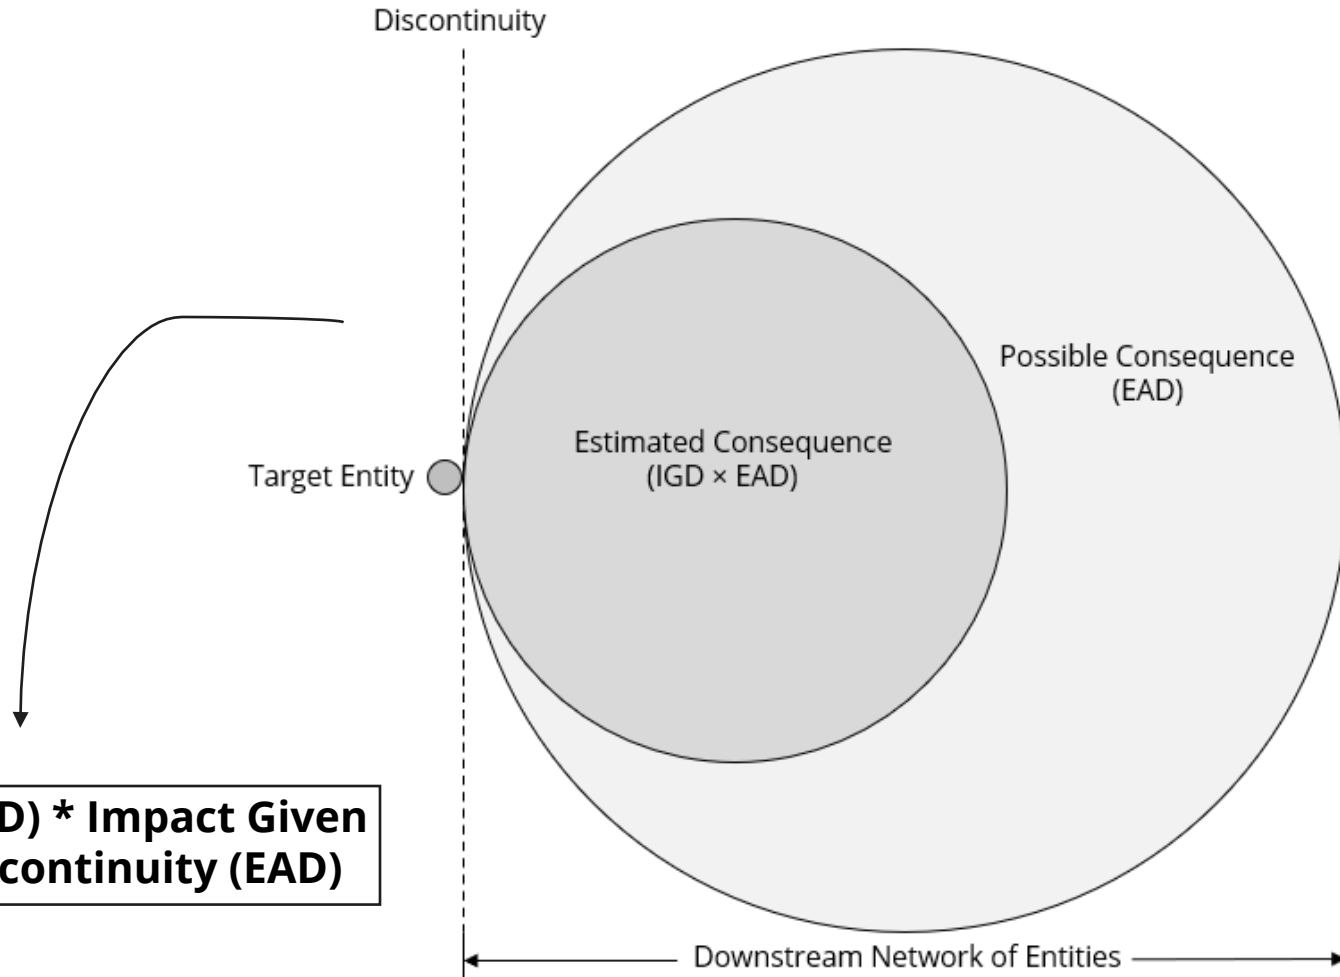 Discontinuity
Possible Consequence
(EAD)
Estimated Consequence
(IGD × EAD)
Target Entity
D) * Impact Given
continuity (EAD)
Downstream Network of Entities